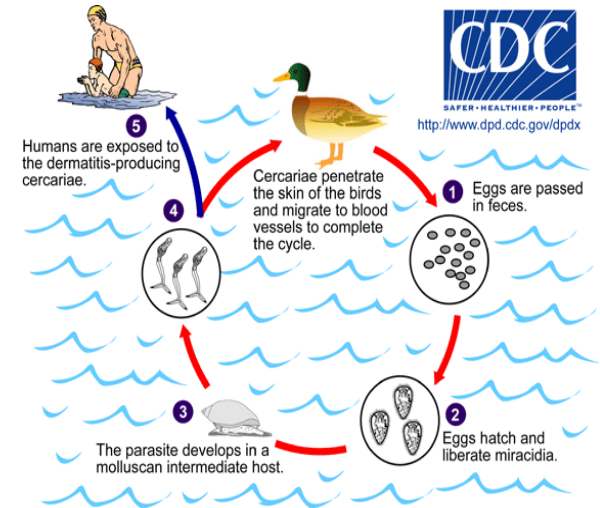 CDC
SAFER•HEALTHIER•PEOPLE™
http://www.dpd.cdc.gov/dpdx
5
Humans are exposed to
the dermatitis-producing
cercariae.
4
Cercariae penetrate
the skin of the birds
and migrate to blood
vessels to complete
the cycle.
1
Eggs are passed
in feces.
2
Eggs hatch and
liberate miracidia.
3
The parasite develops in a
molluscan intermediate host.